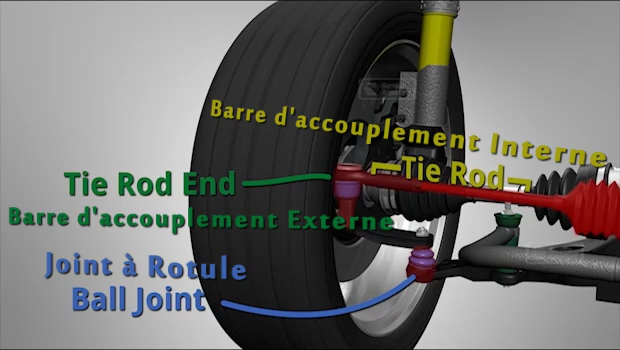 Barre d'accouplement Interne
Tie Rod
Tie Rod End
Barre d'accouplement Externe
Joint à Rotule
Ball Joint